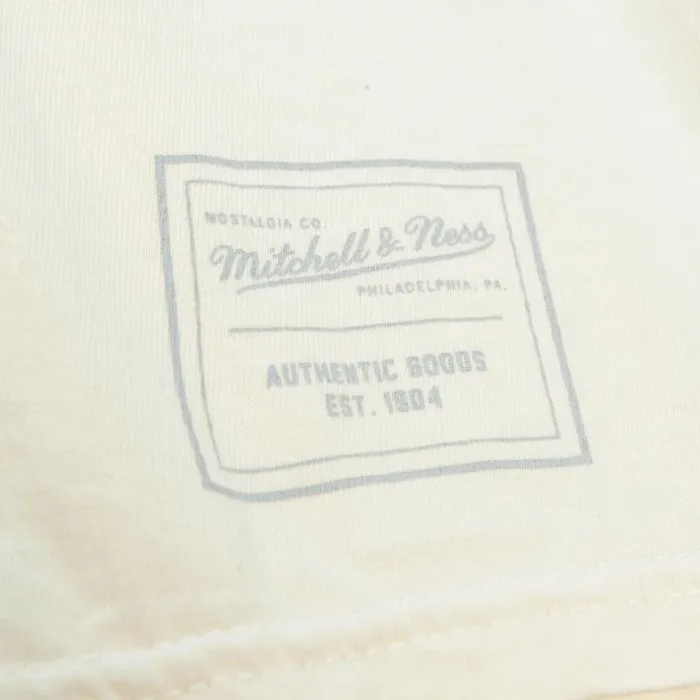 NOSTALGIA CO.
Mitchell & Ness
PHILADELPHIA, PA.
AUTHENTIC GOODS
EST. 1904